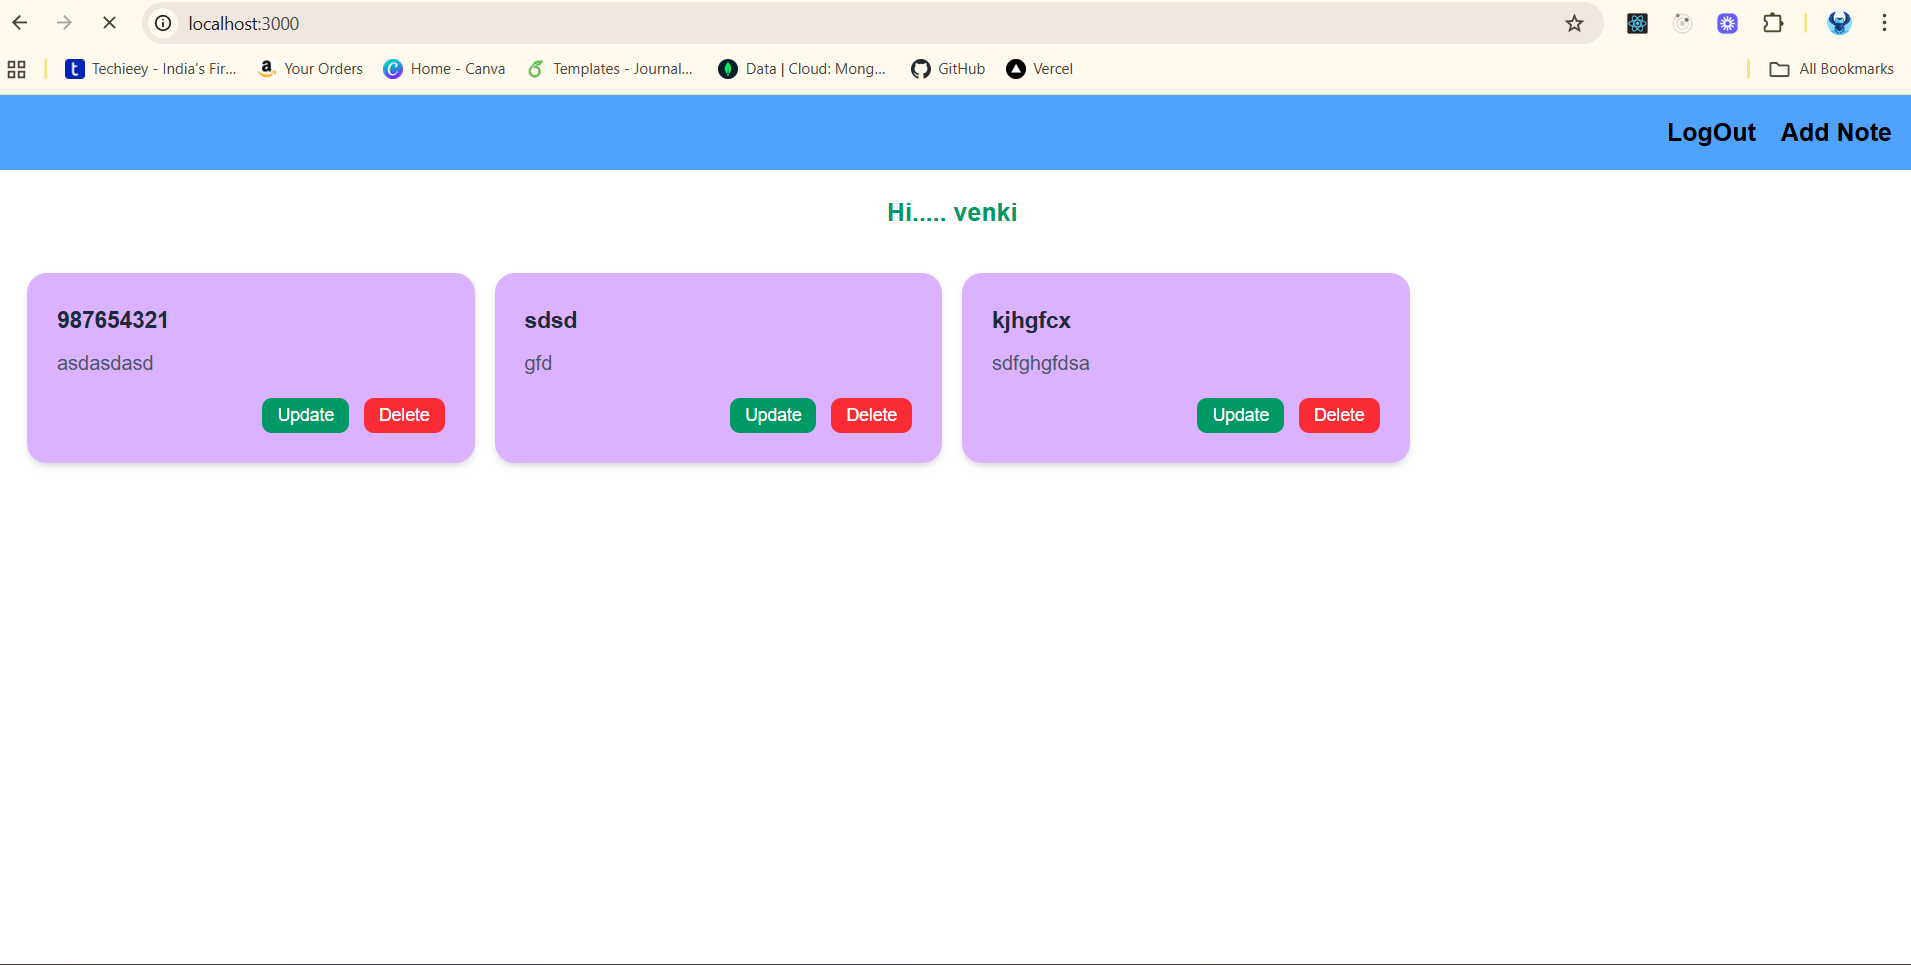 localhost:3000
Techieey - India's Fir...
Your Orders
Home - Canva
Templates - Journal...
Data | Cloud: Mong...
GitHub
Vercel
All Bookmarks
LogOut
Add Note
Hi..... venki
987654321
asdasdasd
Update
Delete
sdsd
gfd
Update
Delete
kjhgfcx
sdfghgfdsa
Update
Delete